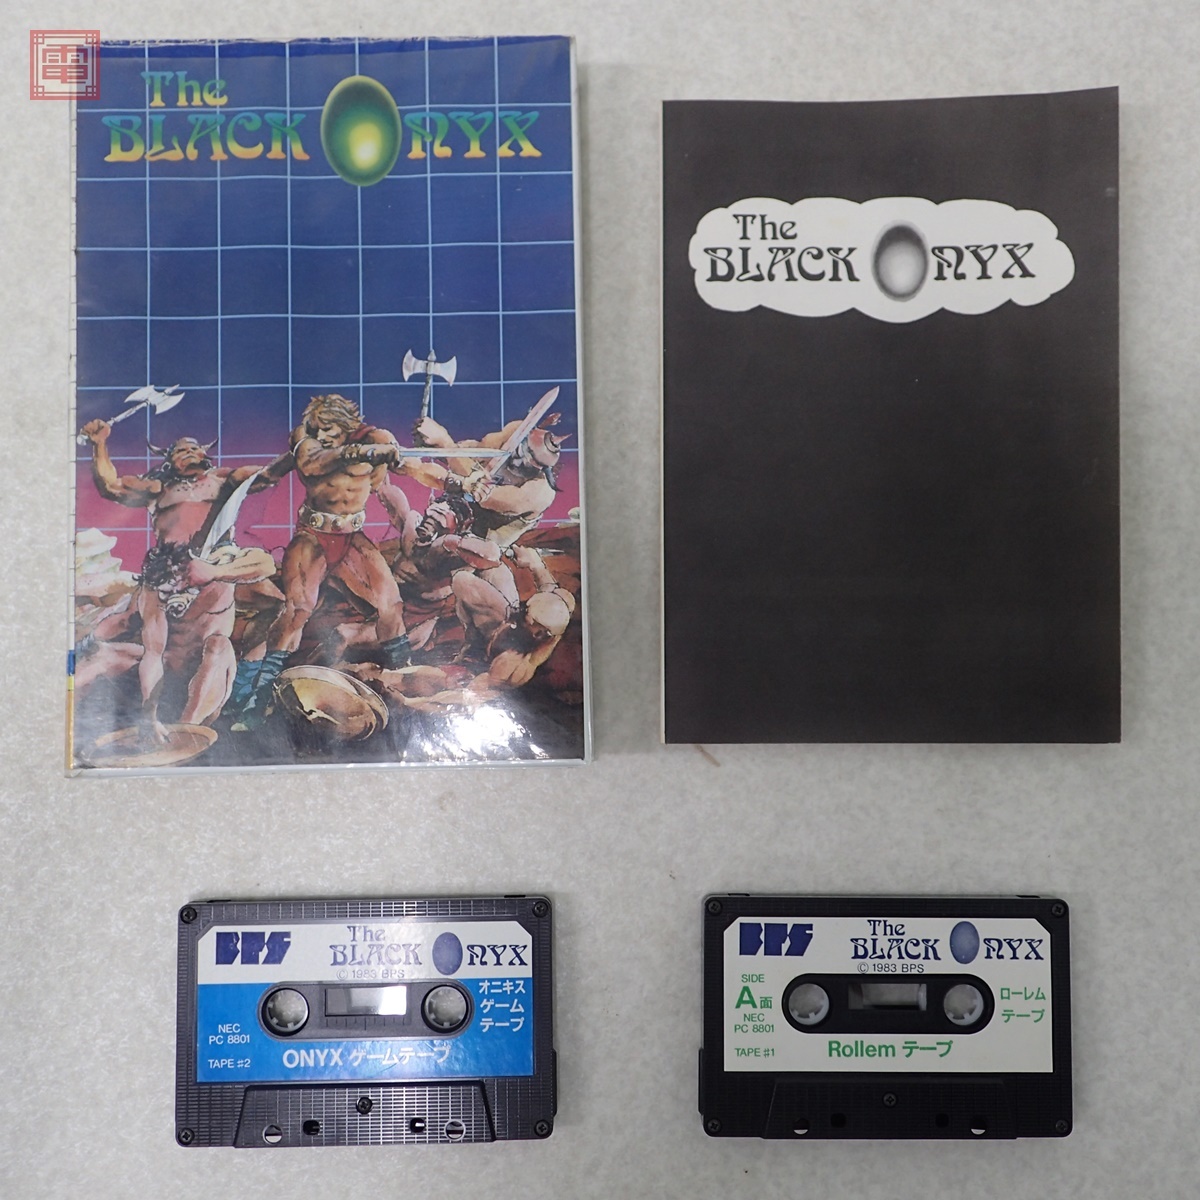 電
The
BLACK ONYX
The
BLACK ONYX
BPS
The
BLACK ONYX
© 1983 BPS
オニキス
ゲーム
テープ
NEC
PC 8801
TAPE #2
ONYX ゲームテープ
BPS
The
BLACK ONYX
© 1983 BPS
SIDE
A面
NEC
PC 8801
ローレム
テープ
TAPE #1
Rollem テープ